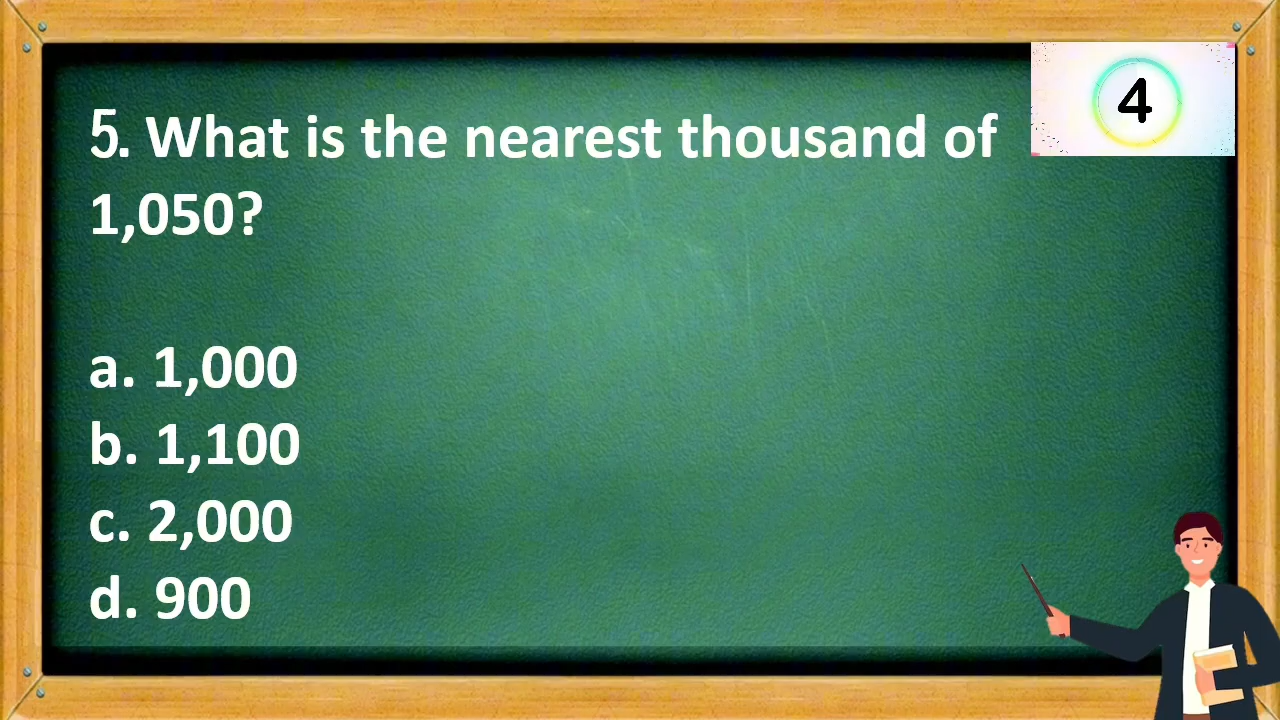 5. What is the nearest thousand of
1,050?
a. 1,000
b. 1,100
c. 2,000
d. 900
4